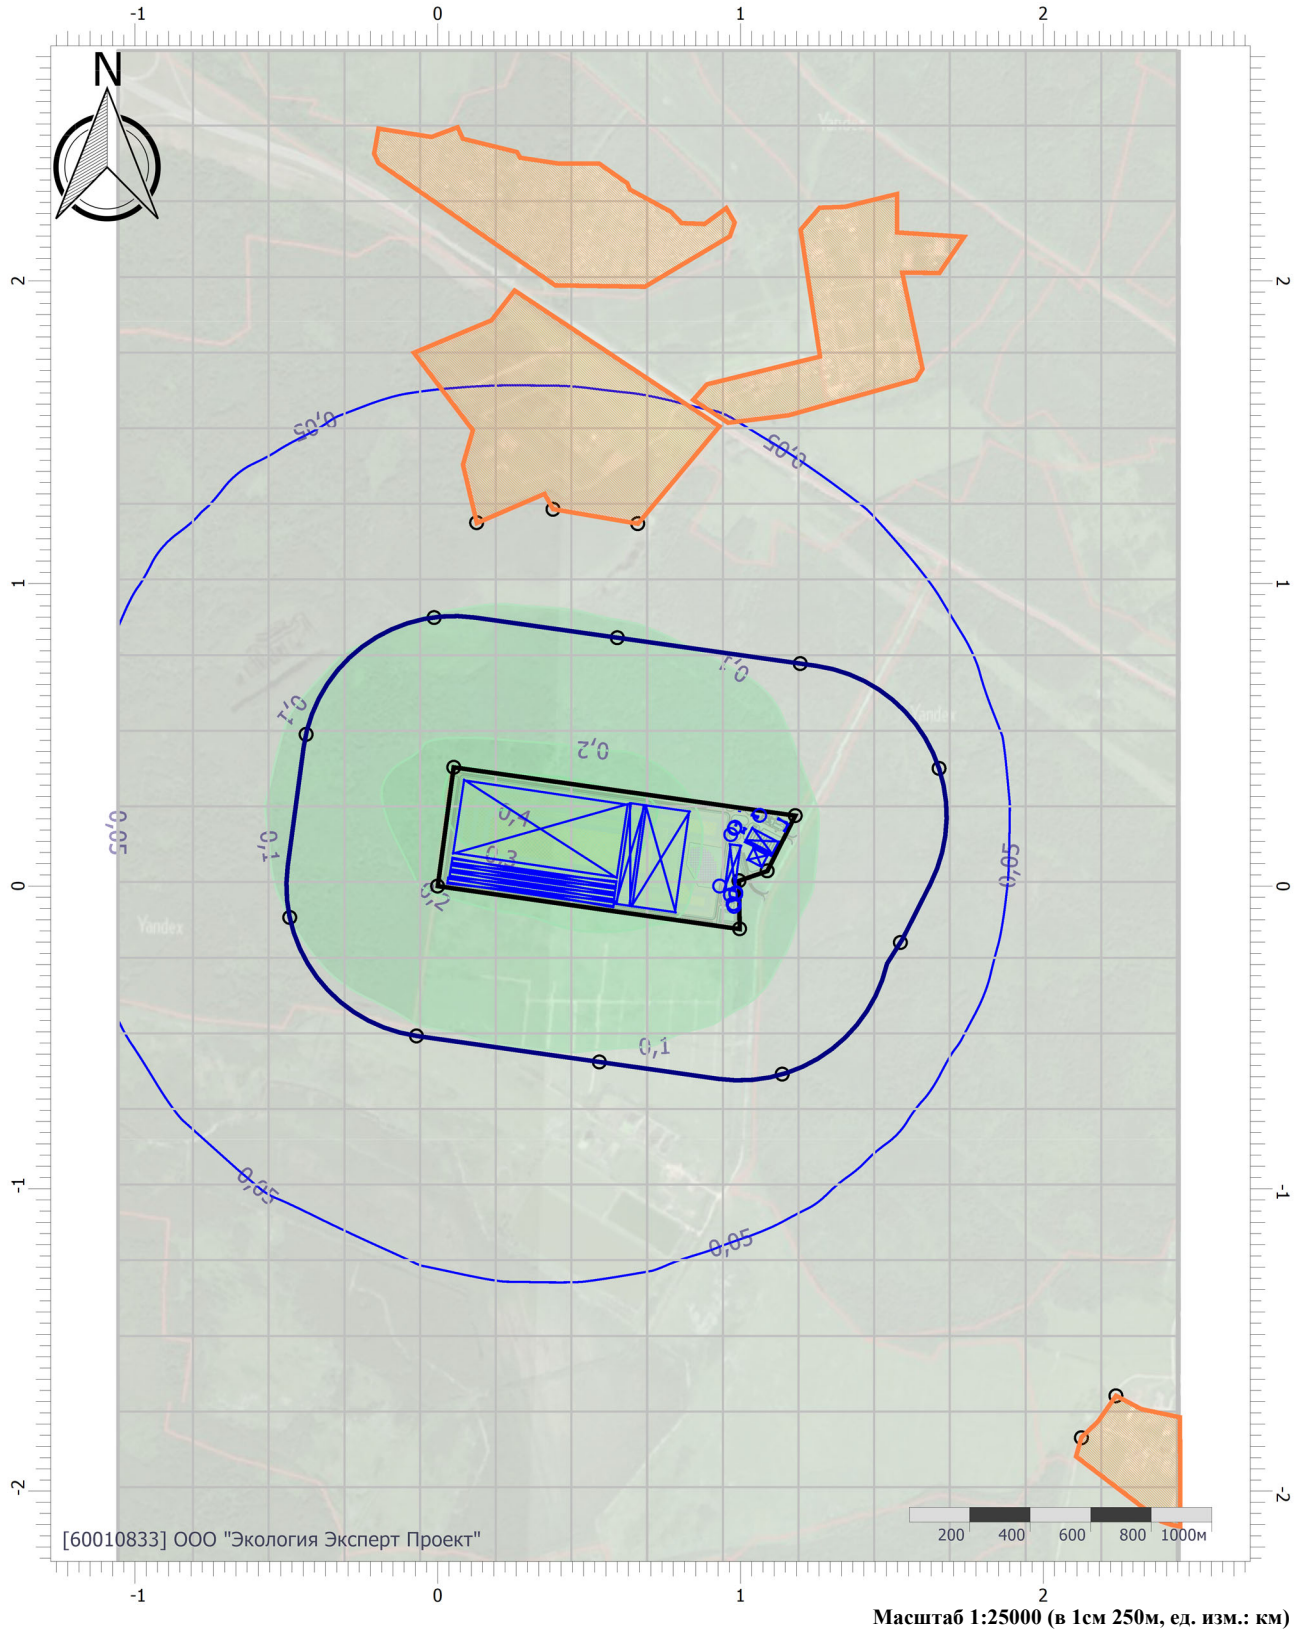 -1 0 1 2
N
Yandex
2 2
0,05
0,05
1 1
0,1
0,1
Yandex
0,2
0,4
0,05
0,1
0,3
0,05
0 0
0,2
Yandex
0,1
-1 -1
0,05
0,05
-2 -2
200 400 600 800 1000м
[60010833] ООО "Экология Эксперт Проект"
-1 0 1 2
Масштаб 1:25000 (в 1см 250м, ед. изм.: км)